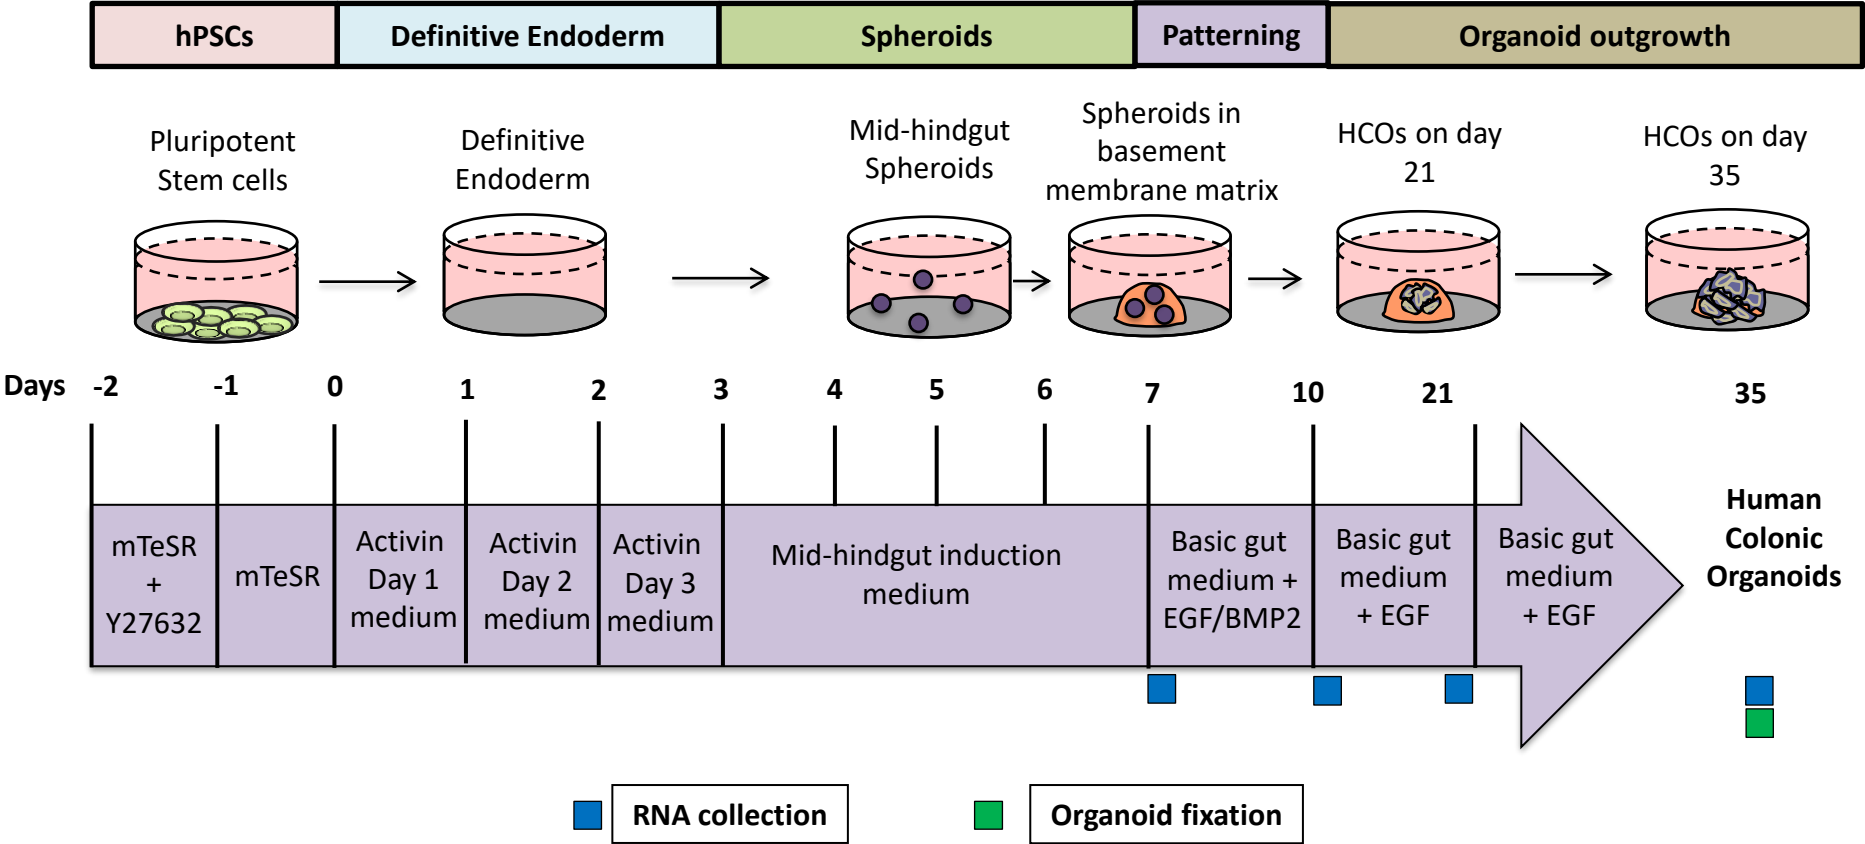 hPSCs
Definitive Endoderm
Spheroids
Patterning
Organoid outgrowth
Pluripotent
Stem cells
Definitive
Endoderm
Mid-hindgut
Spheroids
Spheroids in
basement
membrane matrix
HCOs on day
21
HCOs on day
35
Days -2 -1 0 1 2 3 4 5 6 7 10 21 35
mTeSR
+
Y27632
mTeSR
Activin
Day 1
medium
Activin
Day 2
medium
Activin
Day 3
medium
Mid-hindgut induction
medium
Basic gut
medium +
EGF/BMP2
Basic gut
medium
+ EGF
Basic gut
medium
+ EGF
Human
Colonic
Organoids
RNA collection
Organoid fixation